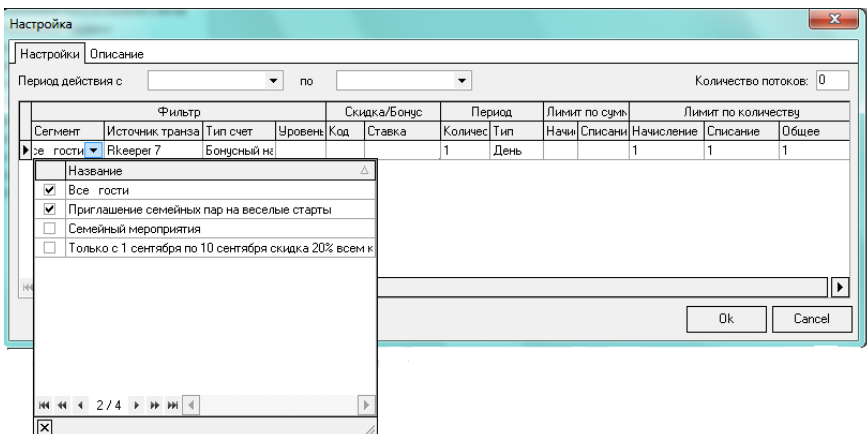 Настройка
Настройки Описание
Период действия с по Количество потоков: 0
Фильтр Скидка/Бонус Период Лимит по сумм Лимит по количеству
Сегмент Источник транза Тип счет Уровень Код Ставка Количес Тип Начи Списани Начисление Списание Общее
се гости Rkeeper 7 Бонусный на 1 День 1 1 1
Название
Все гости
Приглашение семейных пар на веселые старты
Семейный мероприятия
Только с 1 сентября по 10 сентября скидка 20% всем к
Ok Cancel
2 / 4